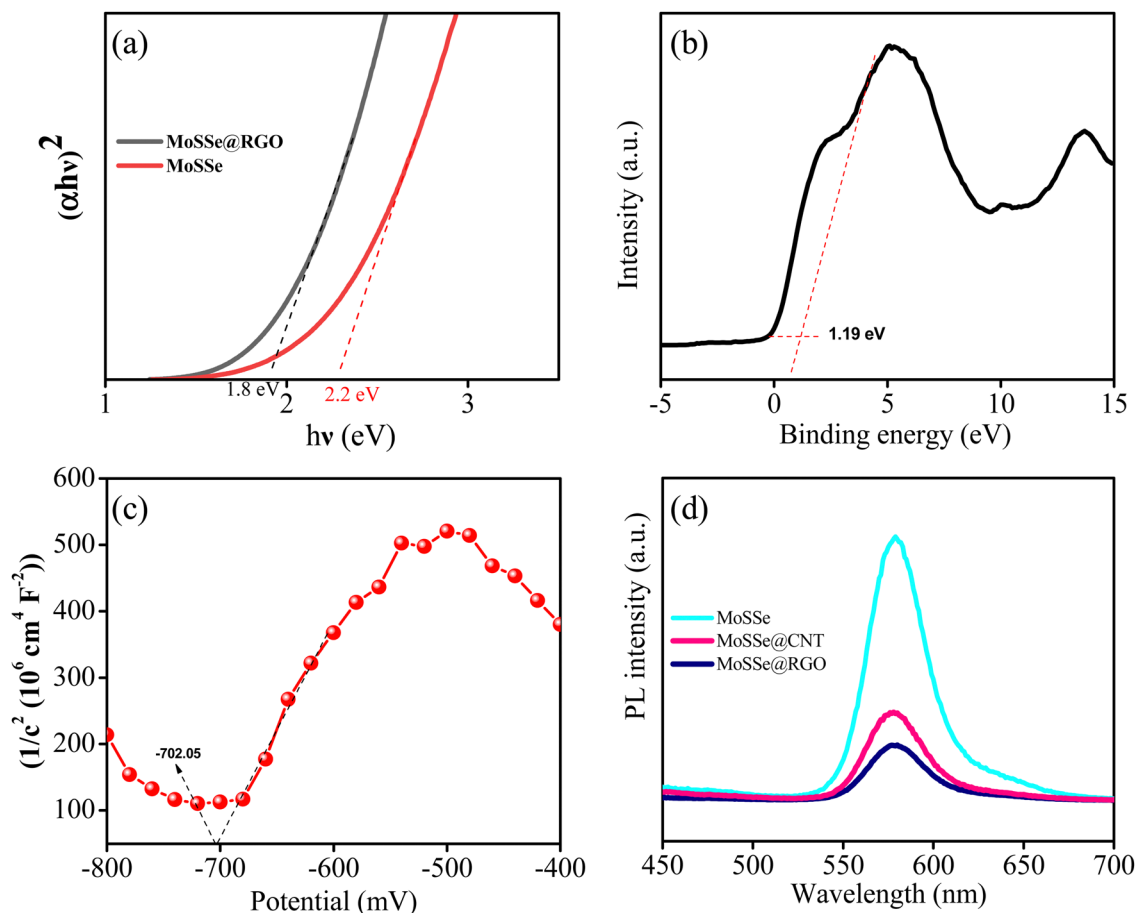 (a)
MoSSe@RGO
MoSSe
(αhν)²
1.8 eV
2.2 eV
1 2 3
hν (eV)
(b)
Intensity (a.u.)
1.19 eV
-5 0 5 10 15
Binding energy (eV)
(c)
600
500
400
300
200
100
(1/c² (10⁶ cm⁴ F⁻²))
-702.05
-800 -700 -600 -500 -400
Potential (mV)
(d)
PL intensity (a.u.)
MoSSe
MoSSe@CNT
MoSSe@RGO
450 500 550 600 650 700
Wavelength (nm)